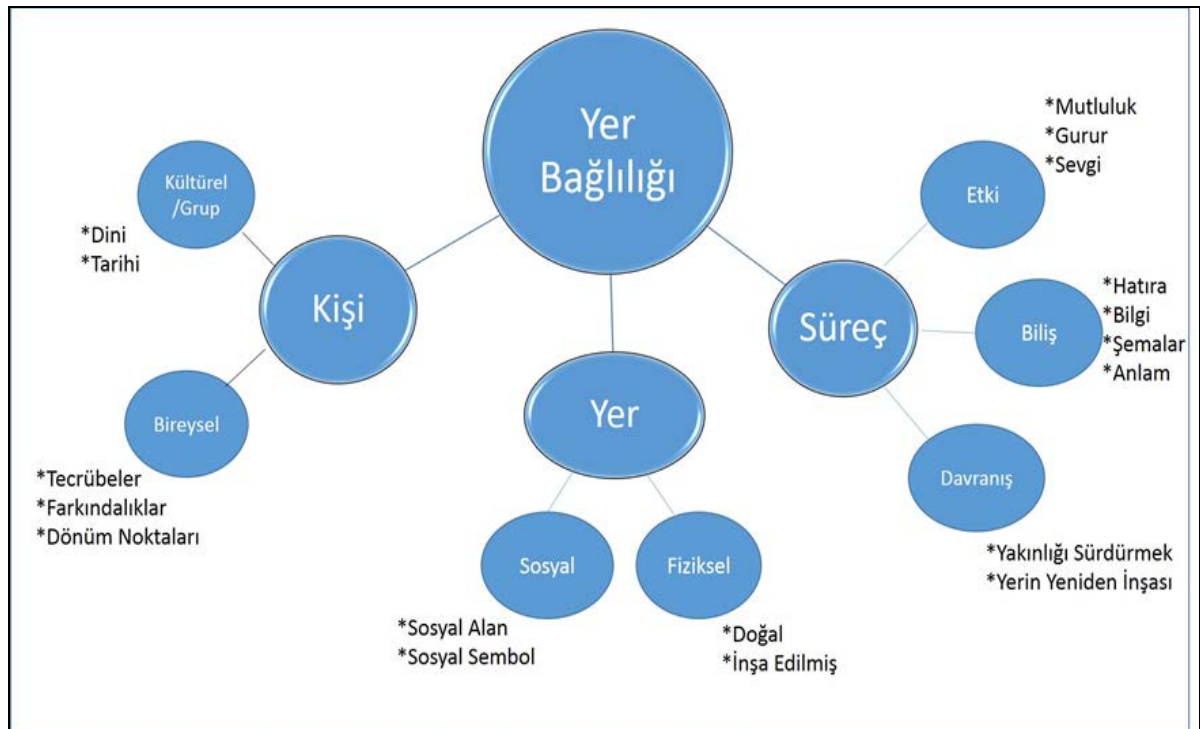 Yer
Bağlılığı
Kültürel
/Grup
*Dini
*Tarihi
Kişi
Bireysel
*Tecrübeler
*Farkındalıklar
*Dönüm Noktaları
Yer
Sosyal
*Sosyal Alan
*Sosyal Sembol
Fiziksel
*Doğal
*İnşa Edilmiş
Süreç
Etki
*Mutluluk
*Gurur
*Sevgi
Biliş
*Hatıra
*Bilgi
*Şemalar
*Anlam
Davranış
*Yakınlığı Sürdürmek
*Yerin Yeniden İnşası